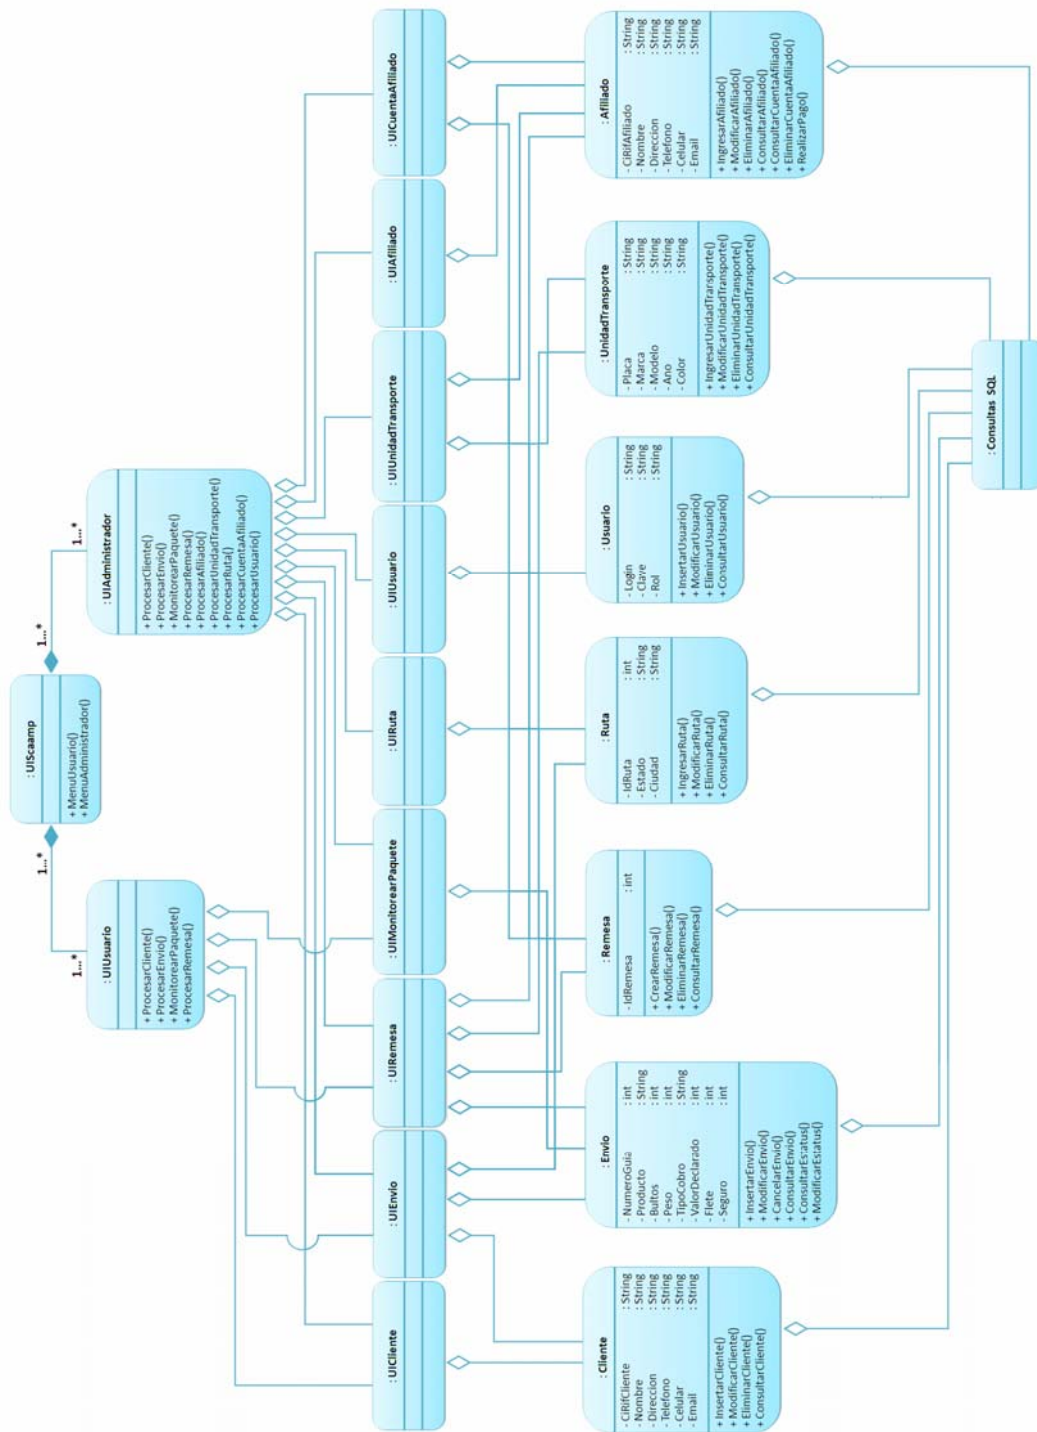 : UIScaamp
+ MenuUsuario()
+ MenuAdministrador()
1...*
1...*
1...*
1...*
: UIUsuario
+ ProcesarCliente()
+ ProcesarEnvio()
+ MonitorearPaquete()
+ ProcesarRemesa()
: UIAdministrador
+ ProcesarCliente()
+ ProcesarEnvio()
+ MonitorearPaquete()
+ ProcesarRemesa()
+ ProcesarAfiliado()
+ ProcesarUnidadTransporte()
+ ProcesarRuta()
+ ProcesarCuentaAfiliado()
+ ProcesarUsuario()
: UICliente
: UIEnvio
: UIRemesa
: UIMonitorearPaquete
: UIRuta
: UIUsuario
: UIUnidadTransporte
: UIAfiliado
: UICuentaAfiliado
: Cliente
- CiRifCliente : String
- Nombre : String
- Direccion : String
- Telefono : String
- Celular : String
- Email : String
+ InsertarCliente()
+ ModificarCliente()
+ EliminarCliente()
+ ConsultarCliente()
: Envio
- NumeroGuia : int
- Producto : String
- Bultos : int
- Peso : int
- TipoCobro : String
- ValorDeclarado : int
- Flete : int
- Seguro : int
+ InsertarEnvio()
+ ModificarEnvio()
+ CancelarEnvio()
+ ConsultarEnvio()
+ ConsultarEstatus()
+ ModificarEstatus()
: Remesa
- IdRemesa : int
+ CrearRemesa()
+ ModificarRemesa()
+ EliminarRemesa()
+ ConsultarRemesa()
: Ruta
- IdRuta : int
- Estado : String
- Ciudad : String
+ IngresarRuta()
+ ModificarRuta()
+ EliminarRuta()
+ ConsultarRuta()
: Usuario
- Login : String
- Clave : String
- Rol : String
+ InsertarUsuario()
+ ModificarUsuario()
+ EliminarUsuario()
+ ConsultarUsuario()
: UnidadTransporte
- Placa : String
- Marca : String
- Modelo : String
- Ano : String
- Color : String
+ IngresarUnidadTransporte()
+ ModificarUnidadTransporte()
+ EliminarUnidadTransporte()
+ ConsultarUnidadTransporte()
: Afiliado
- CiRifAfiliado : String
- Nombre : String
- Direccion : String
- Telefono : String
- Celular : String
- Email : String
+ IngresarAfiliado()
+ ModificarAfiliado()
+ EliminarAfiliado()
+ ConsultarAfiliado()
+ ConsultarCuentaAfiliado()
+ EliminarCuentaAfiliado()
+ RealizarPago()
: Consultas SQL